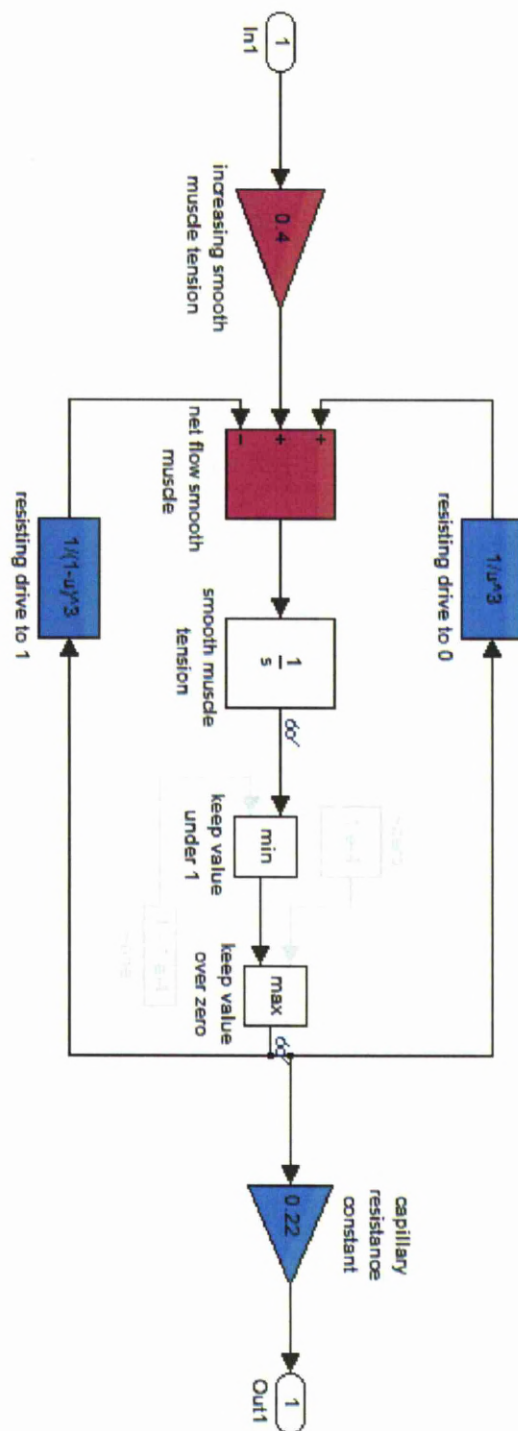 1
In1
0.4
increasing smooth
muscle tension
+
+
-
net flow smooth
muscle
1/u^3
resisting drive to 0
1/(1-u)^3
resisting drive to 1
1
s
smooth muscle
tension
min
keep value
under 1
max
keep value
over zero
0.22
capillary
resistance
constant
1
Out1